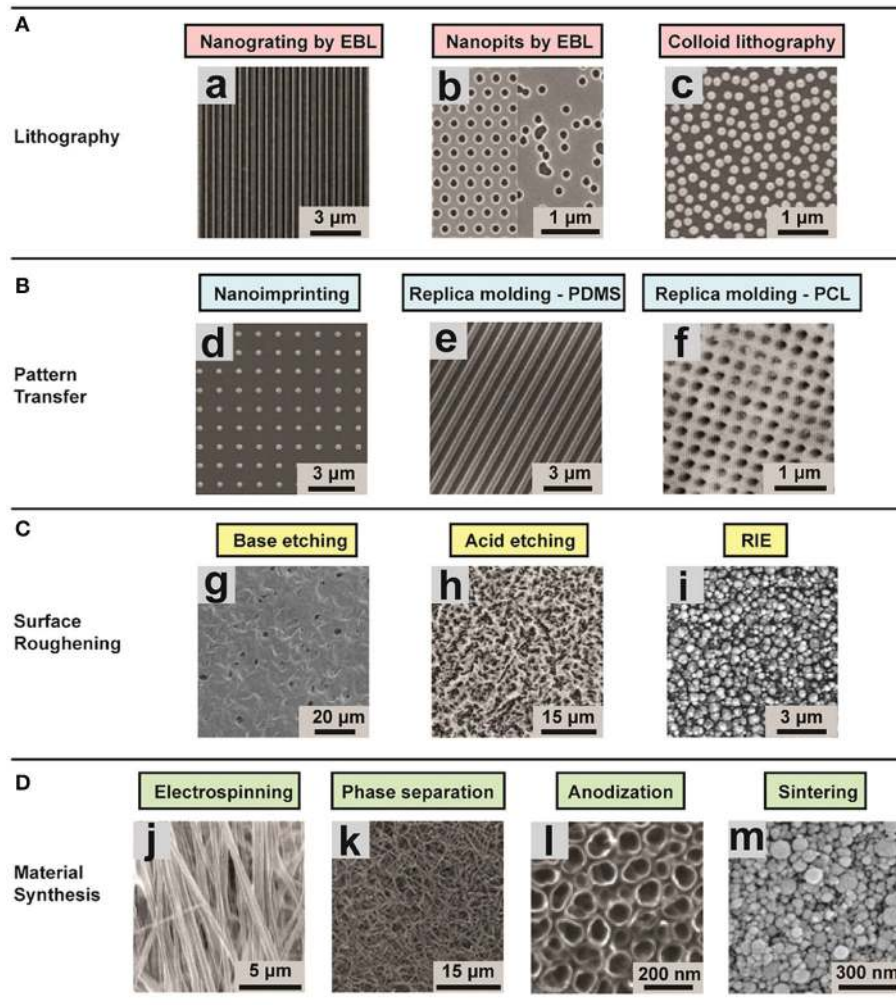 A
Nanograting by EBL
Nanopits by EBL
Colloid lithography
Lithography
a
b
c
3 μm
1 μm
1 μm
B
Nanoimprinting
Replica molding - PDMS
Replica molding - PCL
Pattern
Transfer
d
e
f
3 μm
3 μm
1 μm
C
Base etching
Acid etching
RIE
Surface
Roughening
g
h
i
20 μm
15 μm
3 μm
D
Electrospinning
Phase separation
Anodization
Sintering
Material
Synthesis
j
k
l
m
5 μm
15 μm
200 nm
300 nm